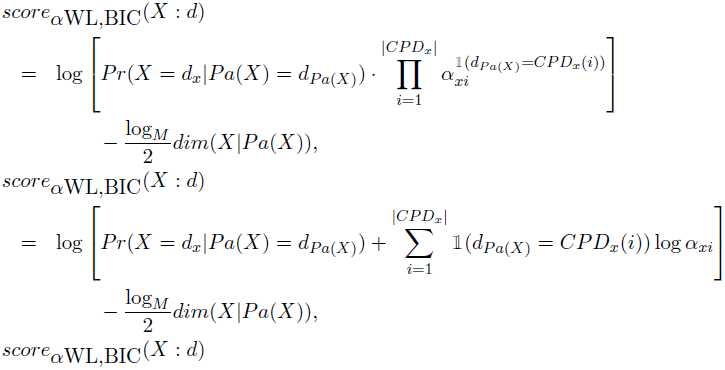 score_{αWL,BIC}(X : d)
= log [ Pr(X = d_x|Pa(X) = d_{Pa(X)}) · ∏_{i=1}^{|CPD_x|} α_{xi}^{𝟙(d_{Pa(X)}=CPD_x(i))} ]
− \frac{log_M}{2} dim(X|Pa(X)),
score_{αWL,BIC}(X : d)
= log [ Pr(X = d_x|Pa(X) = d_{Pa(X)}) + ∑_{i=1}^{|CPD_x|} 𝟙(d_{Pa(X)} = CPD_x(i)) log α_{xi} ]
− \frac{log_M}{2} dim(X|Pa(X)),
score_{αWL,BIC}(X : d)